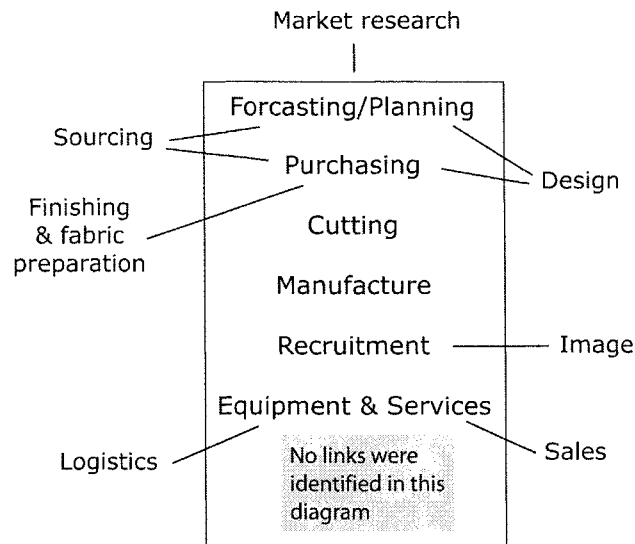 Market research
Forcasting/Planning
Sourcing
Purchasing
Design
Finishing
& fabric
preparation
Cutting
Manufacture
Recruitment
Image
Equipment & Services
Logistics
Sales
No links were
identified in this
diagram